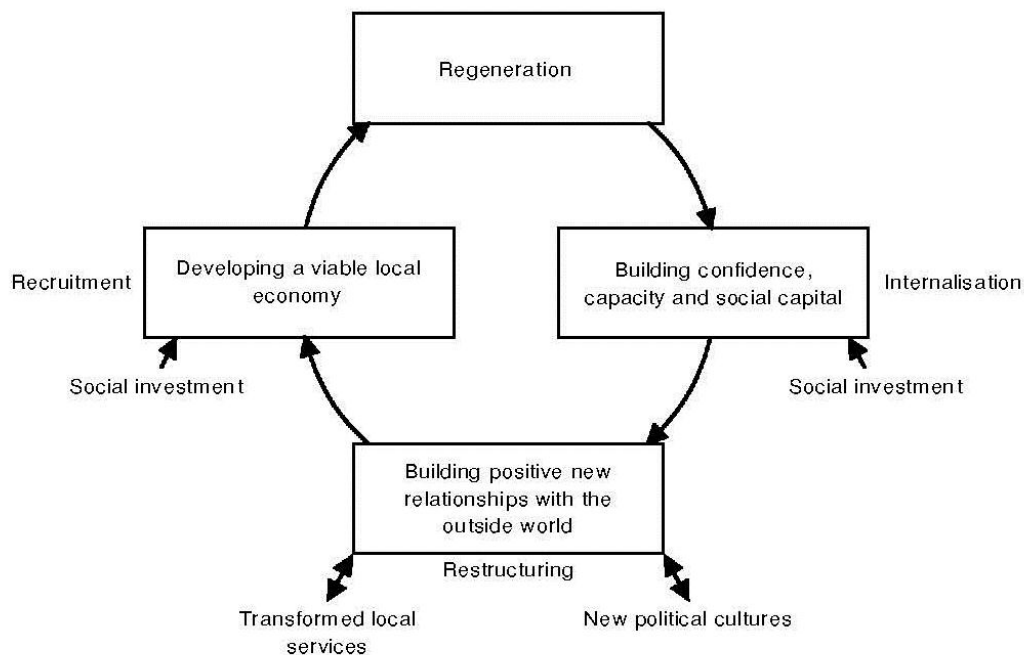 Regeneration
Recruitment
Developing a viable local
economy
Building confidence,
capacity and social capital
Internalisation
Social investment
Social investment
Building positive new
relationships with the
outside world
Restructuring
Transformed local
services
New political cultures